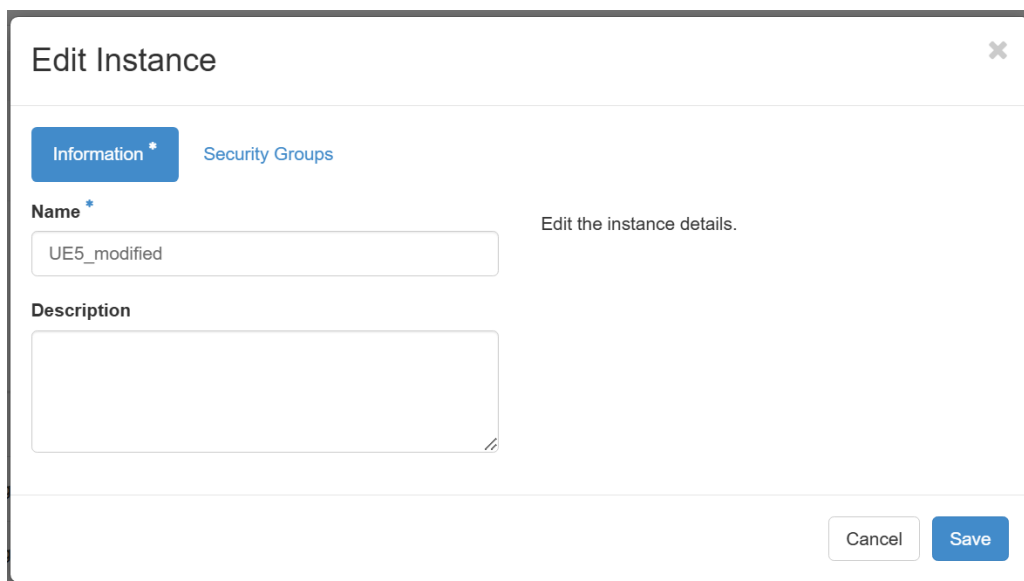 Edit Instance
Information *
Security Groups
Name *
Edit the instance details.
UE5_modified
Description
Cancel
Save